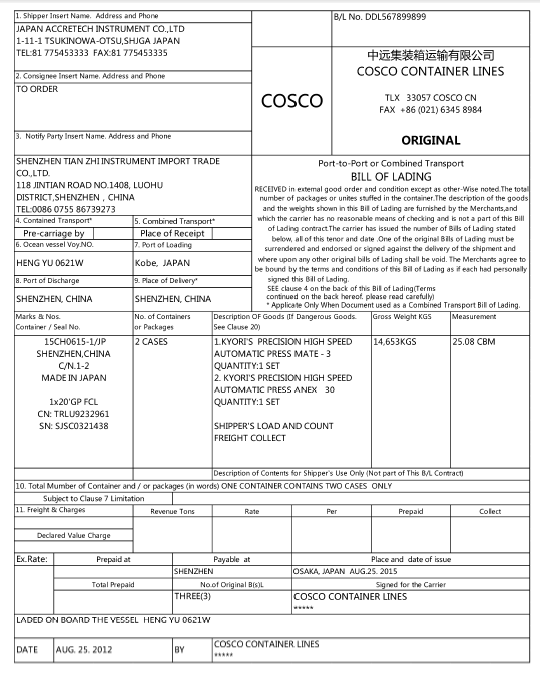 1. Shipper Insert Name. Address and Phone
JAPAN ACCRETECH INSTRUMENT CO.,LTD
1-11-1 TSUKINOWA-OTSU,SHJGA JAPAN
TEL:81 775453333 FAX:81 775453335
B/L No. DDL567899899
2. Consignee Insert Name. Address and Phone
TO ORDER
COSCO
中远集装箱运输有限公司
COSCO CONTAINER LINES
TLX 33057 COSCO CN
FAX +86 (021) 6345 8984
ORIGINAL
3. Notify Party Insert Name. Address and Phone
SHENZHEN TIAN ZHI INSTRUMENT IMPORT TRADE
CO.,LTD.
118 JINTIAN ROAD NO.1408, LUOHU
DISTRICT,SHENZHEN , CHINA
TEL:0086 0755 86739273
Port-to-Port or Combined Transport
BILL OF LADING
RECEIVED in external good order and condition except as other-Wise noted.The total
number of packages or unites stuffed in the container.The description of the goods
and the weights shown in this Bill of Lading are furnished by the Merchants,and
which the carrier has no reasonable means of checking and is not a part of this Bill
of Lading contract.The carrier has issued the number of Bills of Lading stated
below, all of this tenor and date .One of the original Bills of Lading must be
surrendered and endorsed or signed against the delivery of the shipment and
where upon any other original bills of Lading shall be void. The Merchants agree to
be bound by the terms and conditions of this Bill of Lading as if each had personally
signed this Bill of Lading.
SEE clause 4 on the back of this Bill of Lading(Terms
continued on the back hereof. please read carefully)
* Applicate Only When Document used as a Combined Transport Bill of Lading.
4. Contained Transport* 5. Combined Transport*
Pre-carriage by Place of Receipt
6. Ocean vessel Voy.NO. 7. Port of Loading
HENG YU 0621W Kobe, JAPAN
8. Port of Discharge 9. Place of Delivery*
SHENZHEN, CHINA SHENZHEN, CHINA
Marks & Nos.
Container / Seal No.
No. of Containers
or Packages
Description OF Goods (If Dangerous Goods.
See Clause 20)
Gross Weight KGS
Measurement
15CH0615-1/JP
SHENZHEN,CHINA
C/N.1-2
MADE IN JAPAN
1x20'GP FCL
CN: TRLU9232961
SN: SJSC0321438
2 CASES
1.KYORI'S PRECISION HIGH SPEED
AUTOMATIC PRESS MATE - 3
QUANTITY:1 SET
2. KYORI'S PRECISION HIGH SPEED
AUTOMATIC PRESS ANEX 30
QUANTITY:1 SET
SHIPPER'S LOAD AND COUNT
FREIGHT COLLECT
14,653KGS
25.08 CBM
Description of Contents for Shipper's Use Only (Not part of This B/L Contract)
10. Total Number of Container and / or packages (in words) ONE CONTAINER CONTAINS TWO CASES ONLY
Subject to Clause 7 Limitation
11. Freight & Charges Revenue Tons Rate Per Prepaid Collect
Declared Value Charge
Ex.Rate: Prepaid at Payable at Place and date of issue
SHENZHEN OSAKA, JAPAN AUG.25. 2015
Total Prepaid No.of Original B(s)L Signed for the Carrier
THREE(3) COSCO CONTAINER LINES
*****
LADED ON BOARD THE VESSEL HENG YU 0621W
DATE AUG. 25. 2012 BY COSCO CONTAINER LINES
*****